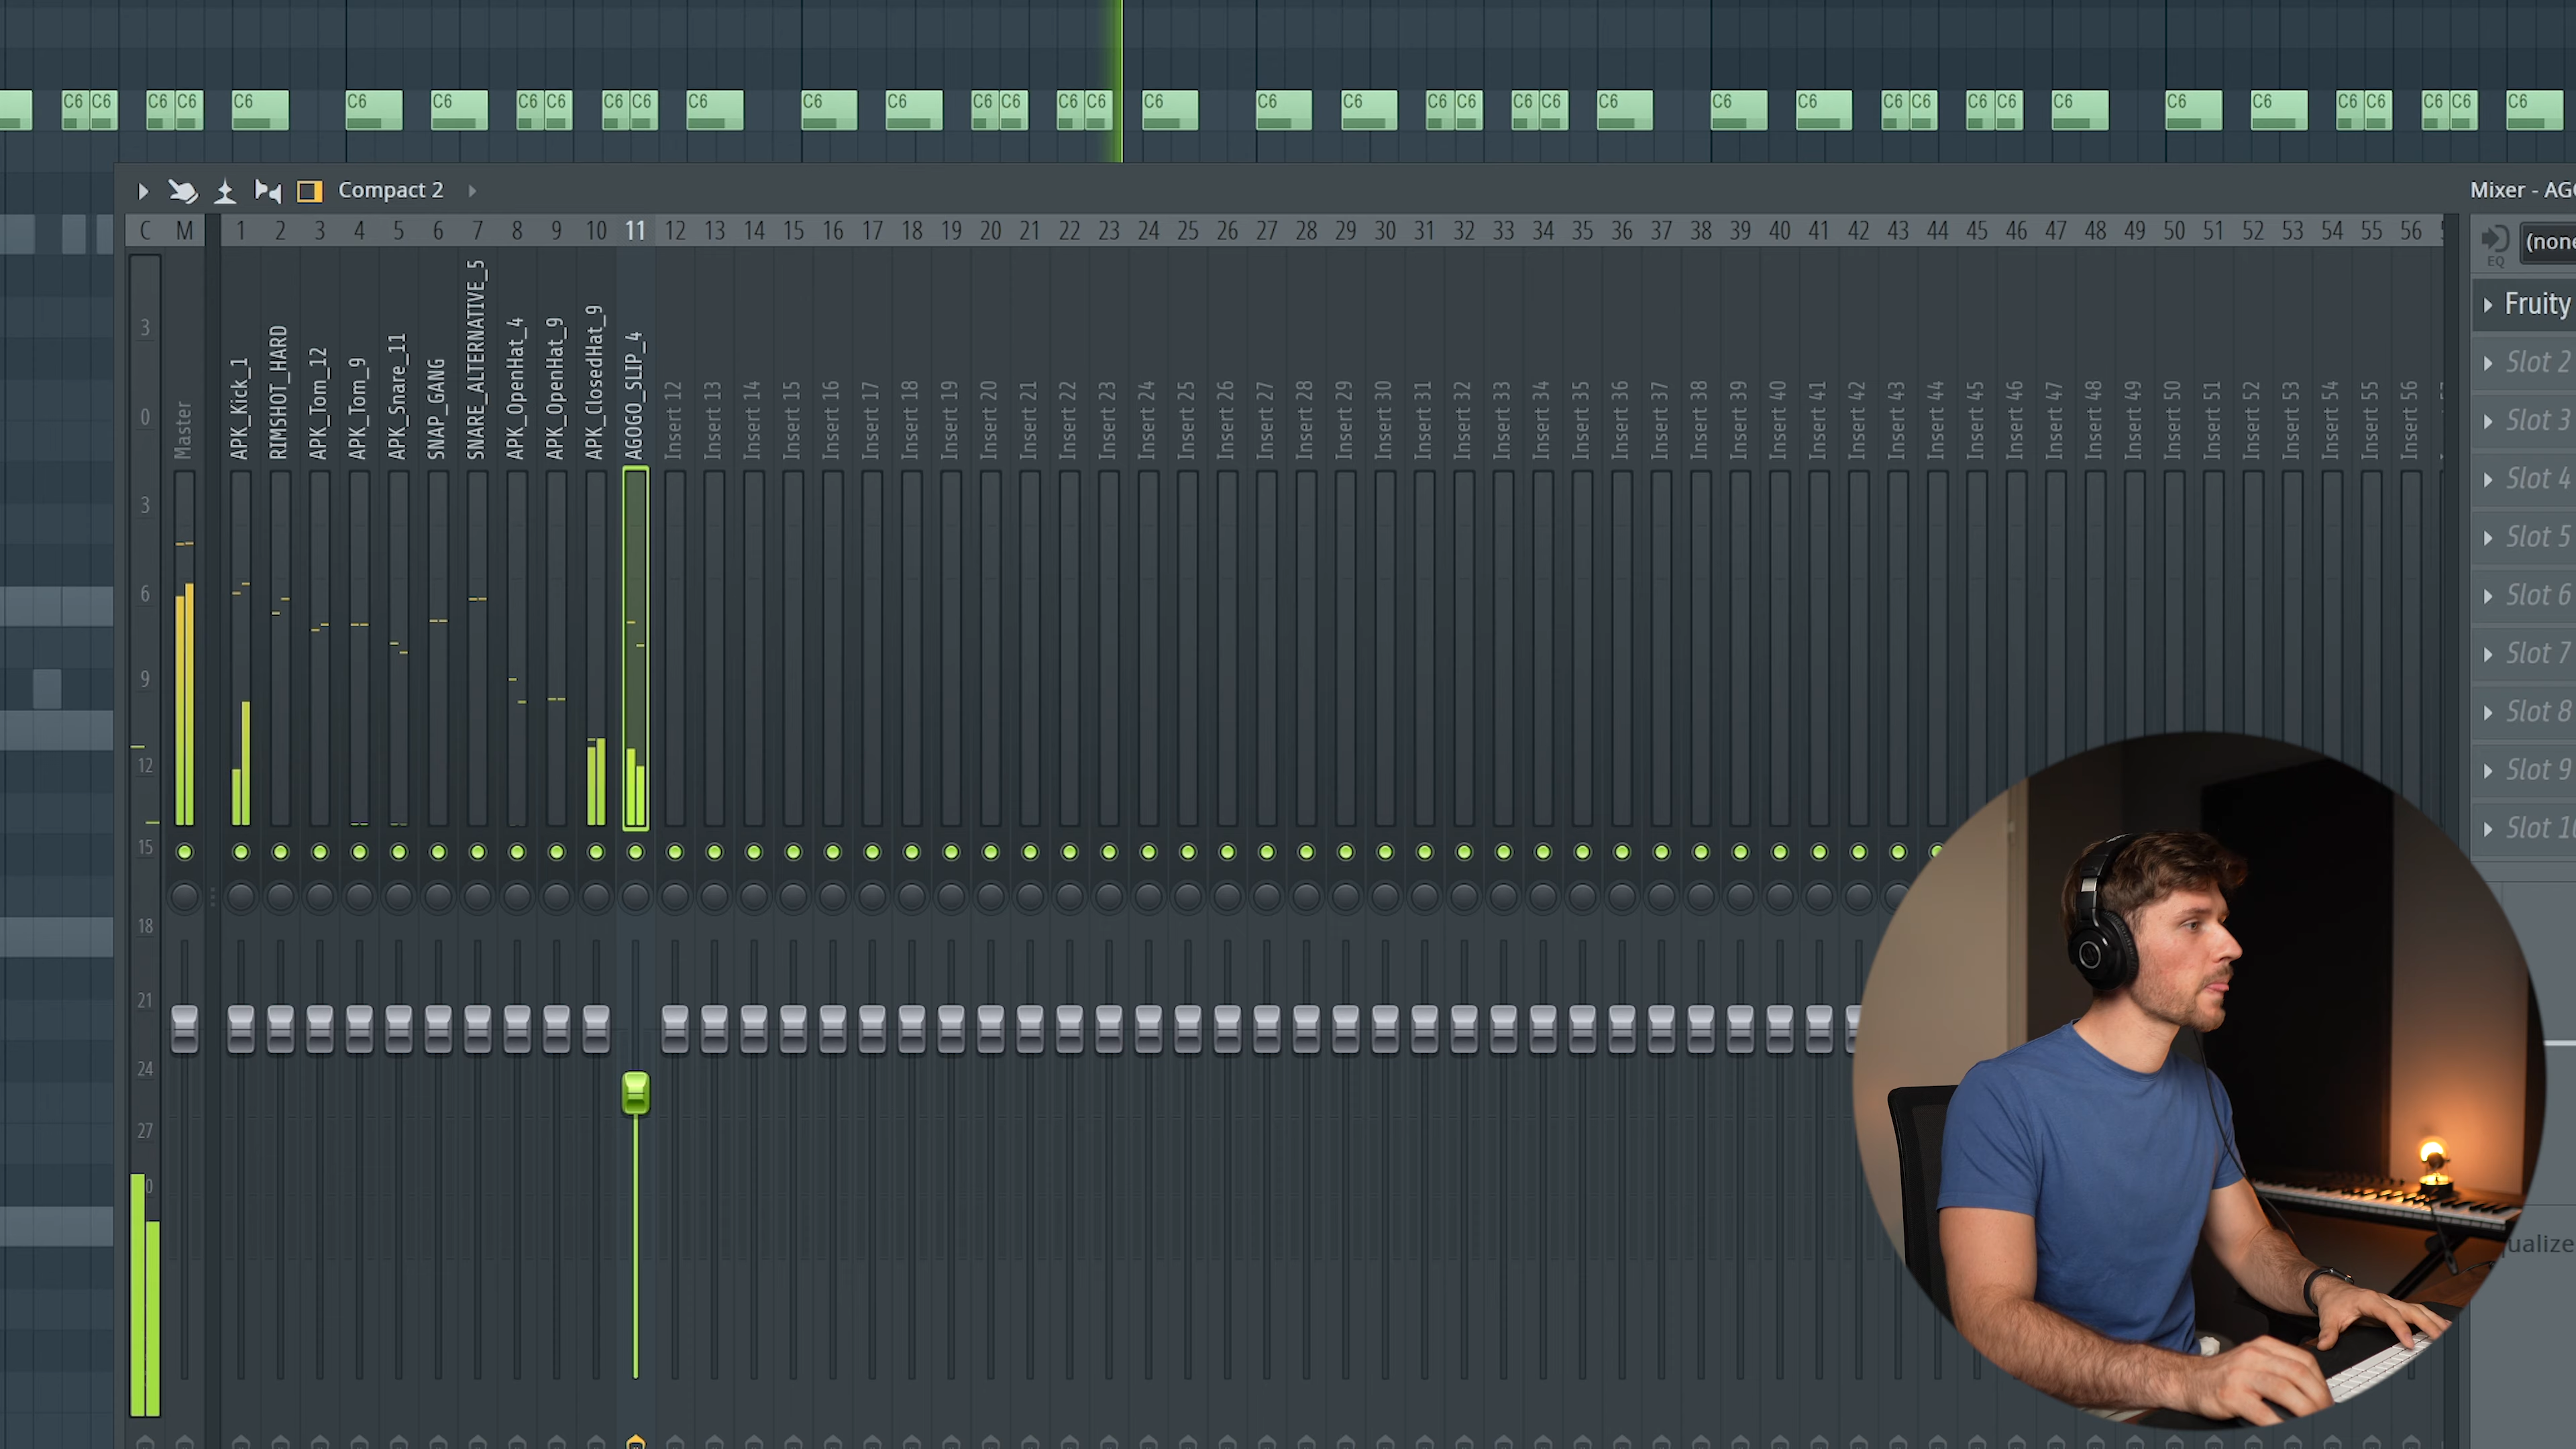 C6 C6 C6 C6 C6 C6 C6 C6 C6 C6 C6 C6 C6 C6 C6 C6 C6 C6 C6 C6 C6 C6 C6 C6 C6 C6 C6 C6 C6 C6 C6 C6 C6 C6 C6 C6 C6 C6 C6
Compact 2
Mixer - AG
C M 1 2 3 4 5 6 7 8 9 10 11 12 13 14 15 16 17 18 19 20 21 22 23 24 25 26 27 28 29 30 31 32 33 34 35 36 37 38 39 40 41 42 43 44 45 46 47 48 49 50 51 52 53 54 55 56
3
0
3
6
9
12
15
18
21
24
27
0
Master
APK_Kick_1
RIMSHOT_HARD
APK_Tom_12
APK_Tom_9
APK_Snare_11
SNAP_GANG
SNARE_ALTERNATIVE_5
APK_OpenHat_4
APK_OpenHat_9
APK_ClosedHat_9
AGOGO_SLIP_4
Insert 12
Insert 13
Insert 14
Insert 15
Insert 16
Insert 17
Insert 18
Insert 19
Insert 20
Insert 21
Insert 22
Insert 23
Insert 24
Insert 25
Insert 26
Insert 27
Insert 28
Insert 29
Insert 30
Insert 31
Insert 32
Insert 33
Insert 34
Insert 35
Insert 36
Insert 37
Insert 38
Insert 39
Insert 40
Insert 41
Insert 42
Insert 43
Insert 44
Insert 45
Insert 46
Insert 47
Insert 48
Insert 49
Insert 50
Insert 51
Insert 52
Insert 53
Insert 54
Insert 55
Insert 56
EQ
(none
Fruity
Slot 2
Slot 3
Slot 4
Slot 5
Slot 6
Slot 7
Slot 8
Slot 9
Slot 10
ualize